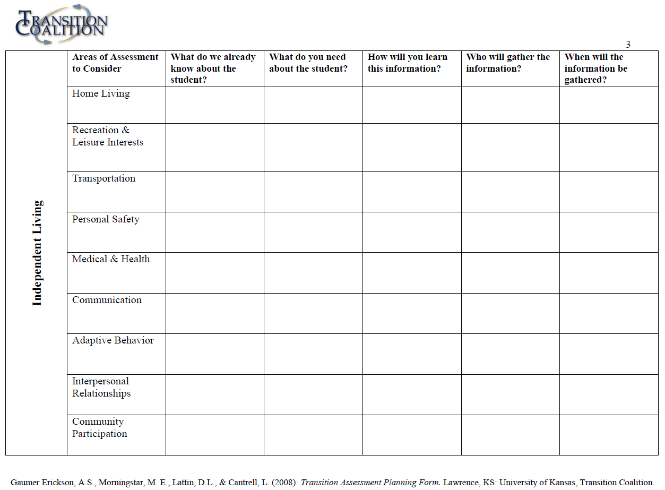 TRANSITION
COALITION
3
Areas of Assessment
to Consider
What do we already
know about the
student?
What do you need
about the student?
How will you learn
this information?
Who will gather the
information?
When will the
information be
gathered?
Independent Living
Home Living
Recreation &
Leisure Interests
Transportation
Personal Safety
Medical & Health
Communication
Adaptive Behavior
Interpersonal
Relationships
Community
Participation
Gaumer Erickson, A.S., Morningstar, M. E., Lattin, D.L., & Cantrell, L. (2008) Transition Assessment Planning Form. Lawrence, KS: University of Kansas, Transition Coalition.